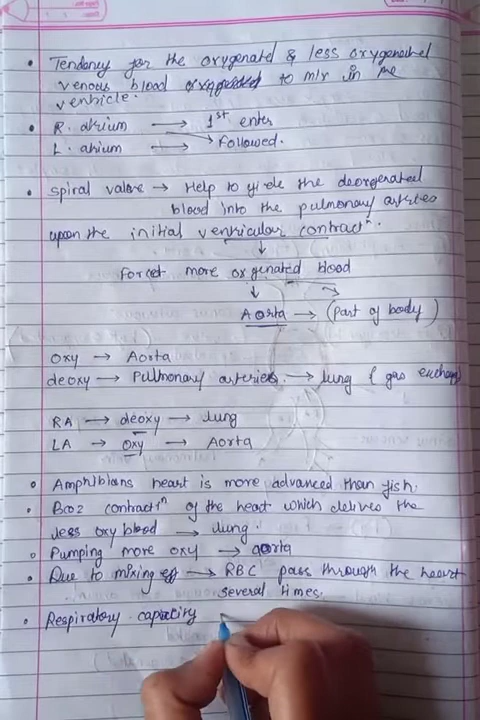 • Tendency for the oxygenated & less oxygenated
venous blood to mix in the
ventricle.
• R. atrium → 1st enter
L. atrium → Followed.
• Spiral valve → Help to the
blood into the pulmonary arteries
upon the initial ventricular contractn.
↓
forced more oxygenated blood
↓
Aorta → (Part of body)
oxy → Aorta
deoxy → Pulmonary arteries → lung (gas exchange)
RA → deoxy → lung
LA → oxy → Aorta
• Amphibians heart is more advanced than fish.
• Bcoz contractn of the heart which delives the
less oxy blood → lung.
• Pumping more oxy → aorta
• Due to mixing → RBC pass through the heart
several times.
• Respiratory capacity